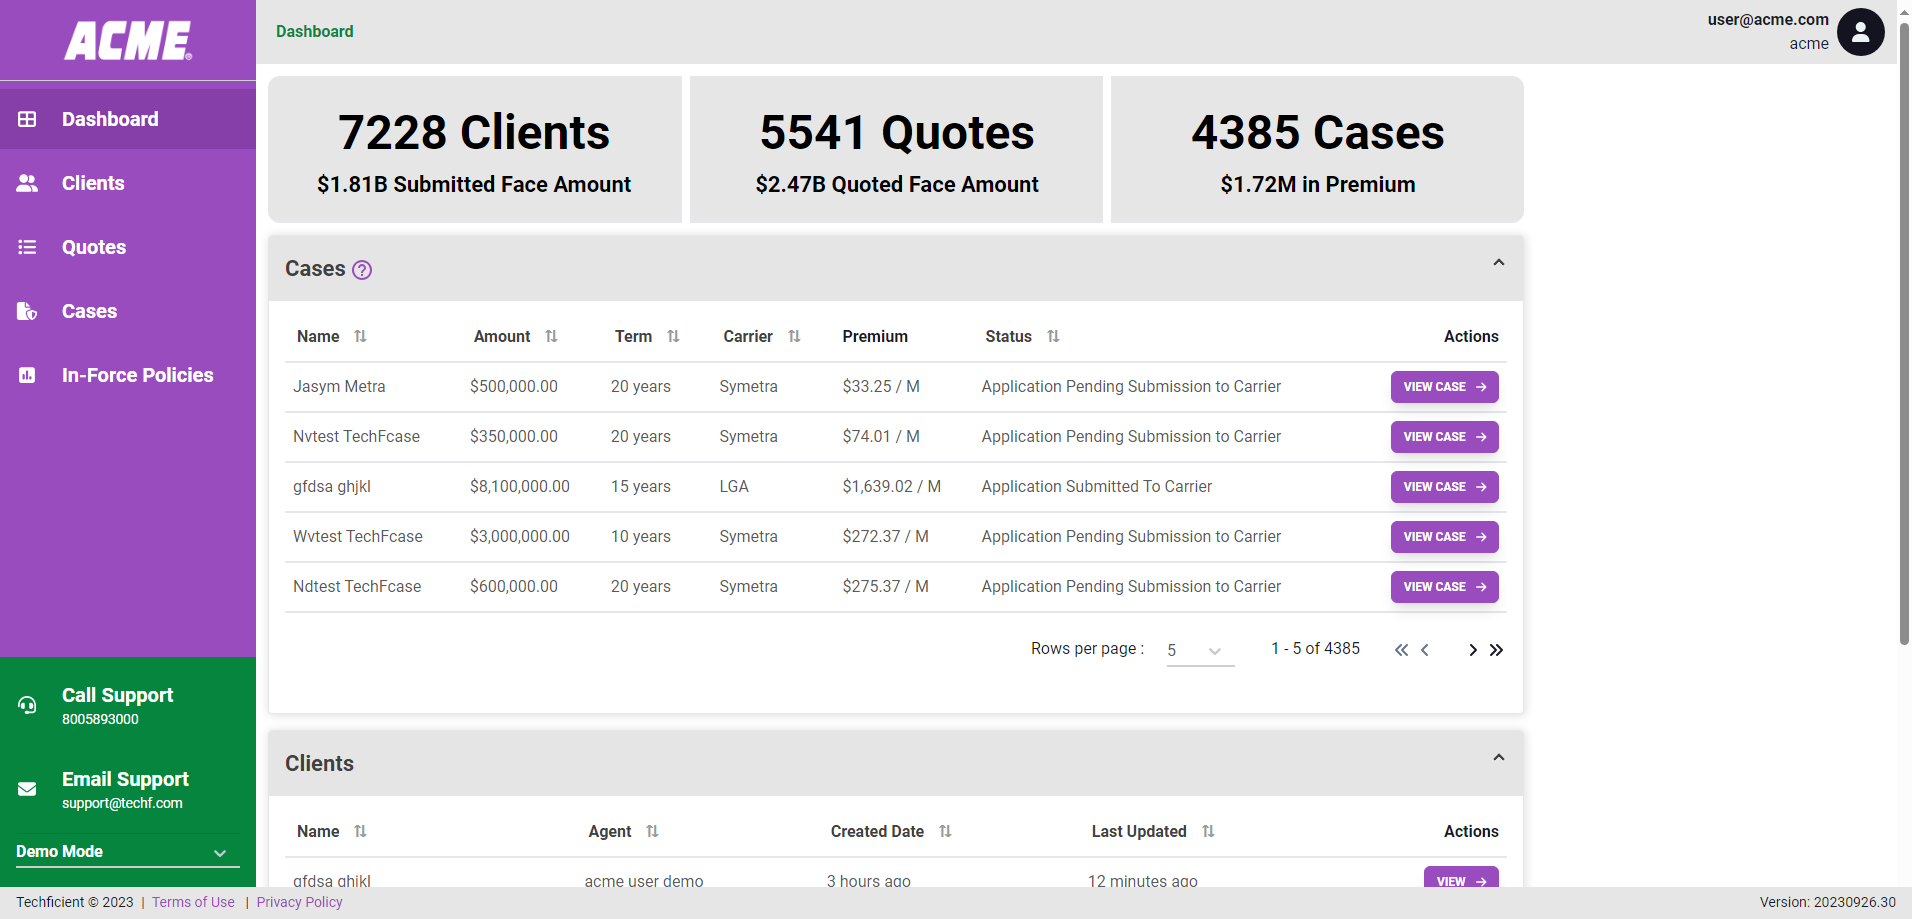 ACME
Dashboard
user@acme.com
acme
Dashboard
Clients
Quotes
Cases
In-Force Policies
Call Support
8005893000
Email Support
support@techf.com
Demo Mode
7228 Clients
$1.81B Submitted Face Amount
5541 Quotes
$2.47B Quoted Face Amount
4385 Cases
$1.72M in Premium
Cases
Name Amount Term Carrier Premium Status Actions
Jasym Metra $500,000.00 20 years Symetra $33.25 / M Application Pending Submission to Carrier VIEW CASE
Nvtest TechFcase $350,000.00 20 years Symetra $74.01 / M Application Pending Submission to Carrier VIEW CASE
gfdsa ghjkl $8,100,000.00 15 years LGA $1,639.02 / M Application Submitted To Carrier VIEW CASE
Wvtest TechFcase $3,000,000.00 10 years Symetra $272.37 / M Application Pending Submission to Carrier VIEW CASE
Ndtest TechFcase $600,000.00 20 years Symetra $275.37 / M Application Pending Submission to Carrier VIEW CASE
Rows per page : 5 1 - 5 of 4385
Clients
Name Agent Created Date Last Updated Actions
gfdsa ghjkl acme user demo 3 hours ago 12 minutes ago VIEW
Techficient © 2023 | Terms of Use | Privacy Policy
Version: 20230926.30